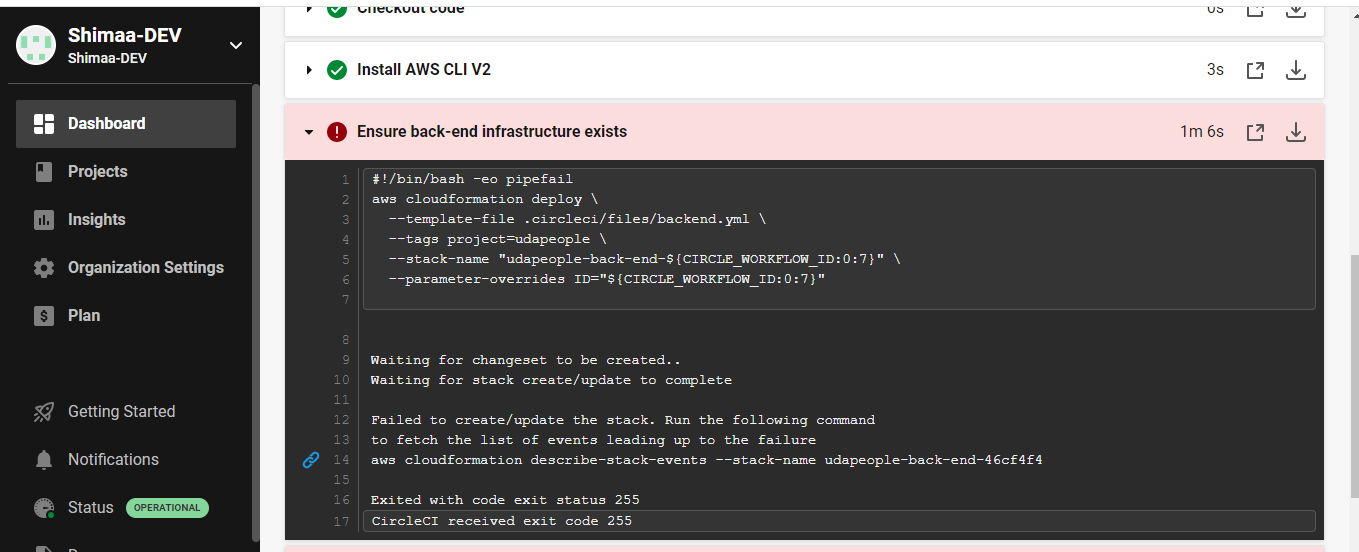 Shimaa-DEV
Shimaa-DEV
Dashboard
Projects
Insights
Organization Settings
Plan
Getting Started
Notifications
Status OPERATIONAL
Checkout code 0s
Install AWS CLI V2 3s
Ensure back-end infrastructure exists 1m 6s
1 #!/bin/bash -eo pipefail
2 aws cloudformation deploy \
3 --template-file .circleci/files/backend.yml \
4 --tags project=udapeople \
5 --stack-name "udapeople-back-end-${CIRCLE_WORKFLOW_ID:0:7}" \
6 --parameter-overrides ID="${CIRCLE_WORKFLOW_ID:0:7}"
7
8
9 Waiting for changeset to be created..
10 Waiting for stack create/update to complete
11
12 Failed to create/update the stack. Run the following command
13 to fetch the list of events leading up to the failure
14 aws cloudformation describe-stack-events --stack-name udapeople-back-end-46cf4f4
15
16 Exited with code exit status 255
17 CircleCI received exit code 255